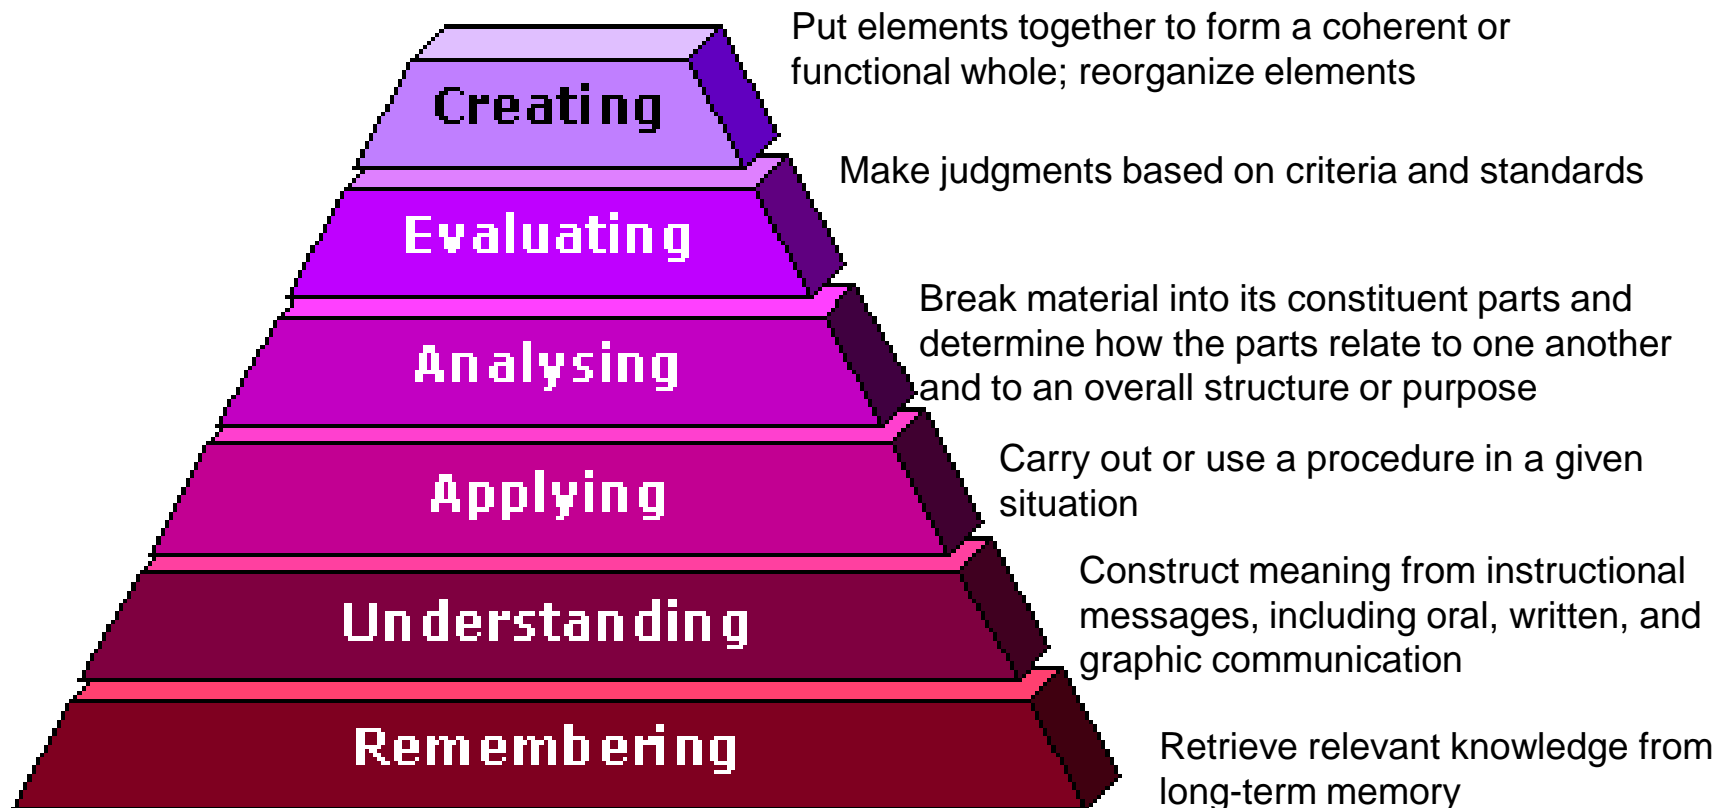 Put elements together to form a coherent or
functional whole; reorganize elements
Creating
Make judgments based on criteria and standards
Evaluating
Break material into its constituent parts and
determine how the parts relate to one another
and to an overall structure or purpose
Analysing
Carry out or use a procedure in a given
situation
Applying
Construct meaning from instructional
messages, including oral, written, and
graphic communication
Understanding
Retrieve relevant knowledge from
long-term memory
Remembering